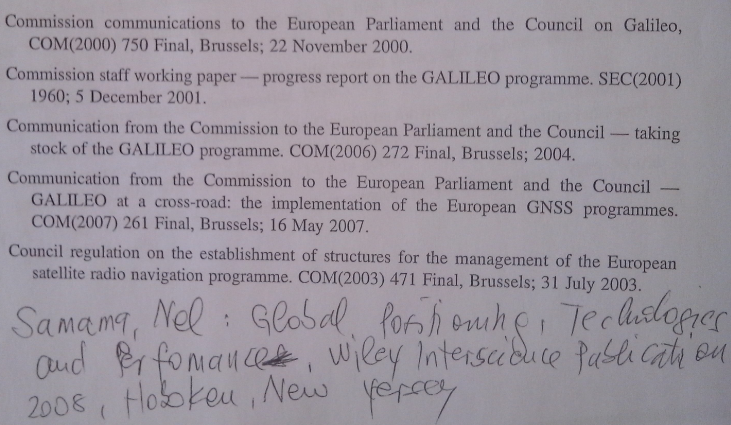 Commission communications to the European Parliament and the Council on Galileo,
COM(2000) 750 Final, Brussels; 22 November 2000.
Commission staff working paper — progress report on the GALILEO programme. SEC(2001)
1960; 5 December 2001.
Communication from the Commission to the European Parliament and the Council — taking
stock of the GALILEO programme. COM(2006) 272 Final, Brussels; 2004.
Communication from the Commission to the European Parliament and the Council —
GALILEO at a cross-road: the implementation of the European GNSS programmes.
COM(2007) 261 Final, Brussels; 16 May 2007.
Council regulation on the establishment of structures for the management of the European
satellite radio navigation programme. COM(2003) 471 Final, Brussels; 31 July 2003.
Samama, Nel : Global Positioning, Technologies
and Perfomance, Wiley Interscience Publication
2008, Hoboken, New Yersey